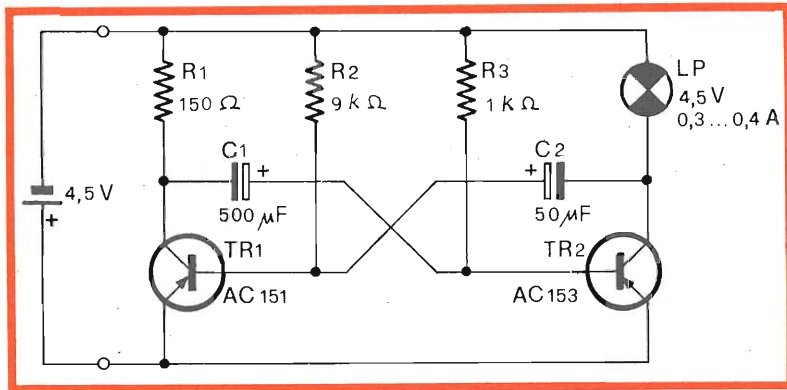 R1
150 Ω
R2
9 k Ω
R3
1 k Ω
LP
4,5 V
0,3 ... 0,4 A
C1
+
500 µF
C2
+
50 µF
4,5 V
+
TR1
AC 151
TR2
AC 153